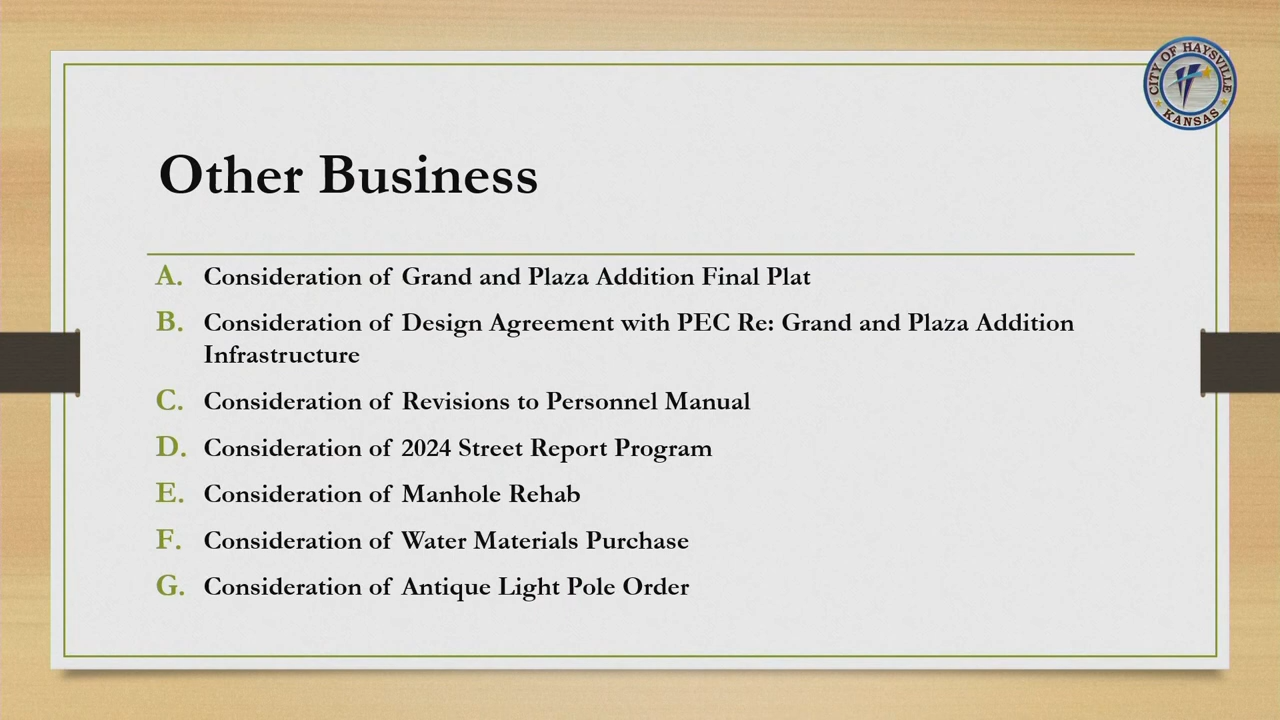 CITY OF HAYSVILLE
KANSAS
Other Business
A. Consideration of Grand and Plaza Addition Final Plat
B. Consideration of Design Agreement with PEC Re: Grand and Plaza Addition
Infrastructure
C. Consideration of Revisions to Personnel Manual
D. Consideration of 2024 Street Report Program
E. Consideration of Manhole Rehab
F. Consideration of Water Materials Purchase
G. Consideration of Antique Light Pole Order